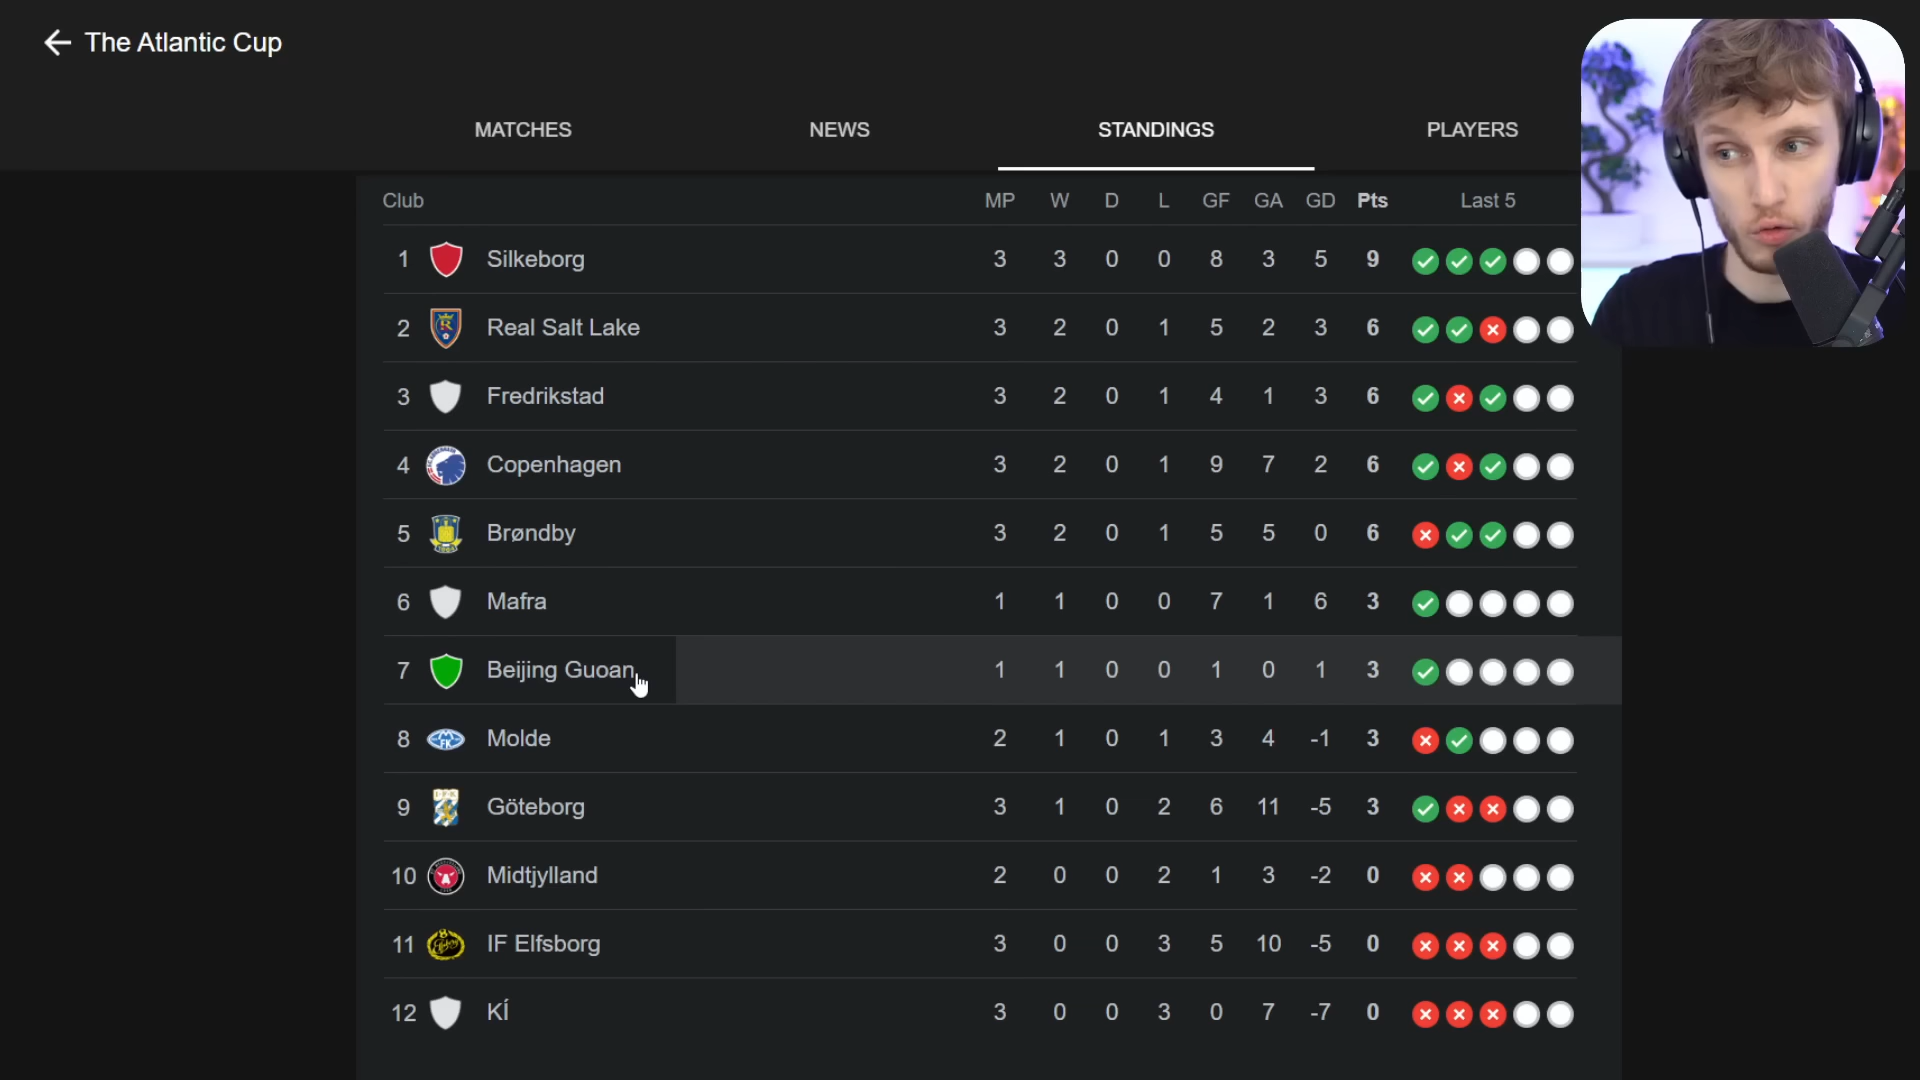 The Atlantic Cup
MATCHES NEWS STANDINGS PLAYERS
Club MP W D L GF GA GD Pts Last 5
1 Silkeborg 3 3 0 0 8 3 5 9
2 Real Salt Lake 3 2 0 1 5 2 3 6
3 Fredrikstad 3 2 0 1 4 1 3 6
4 Copenhagen 3 2 0 1 9 7 2 6
5 Brøndby 3 2 0 1 5 5 0 6
6 Mafra 1 1 0 0 7 1 6 3
7 Beijing Guoan 1 1 0 0 1 0 1 3
8 Molde 2 1 0 1 3 4 -1 3
9 Göteborg 3 1 0 2 6 11 -5 3
10 Midtjylland 2 0 0 2 1 3 -2 0
11 IF Elfsborg 3 0 0 3 5 10 -5 0
12 KÍ 3 0 0 3 0 7 -7 0